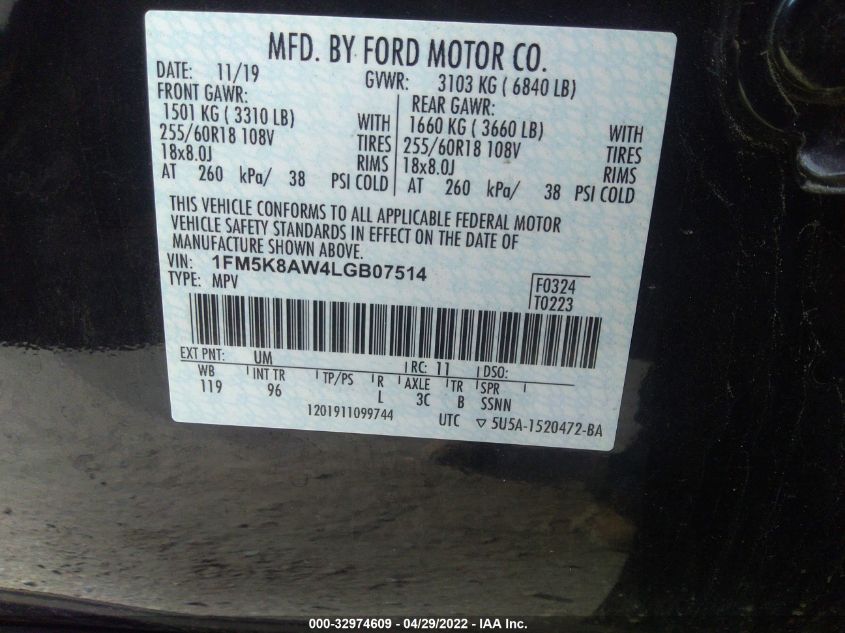 MFD. BY FORD MOTOR CO.
DATE: 11/19 GVWR: 3103 KG ( 6840 LB)
FRONT GAWR: REAR GAWR:
1501 KG ( 3310 LB) WITH 1660 KG ( 3660 LB) WITH
255/60R18 108V TIRES 255/60R18 108V TIRES
18x8.0J RIMS 18x8.0J RIMS
AT 260 kPa/ 38 PSI COLD AT 260 kPa/ 38 PSI COLD
THIS VEHICLE CONFORMS TO ALL APPLICABLE FEDERAL MOTOR
VEHICLE SAFETY STANDARDS IN EFFECT ON THE DATE OF
MANUFACTURE SHOWN ABOVE.
VIN: 1FM5K8AW4LGB07514
TYPE: MPV
F0324
T0223
EXT PNT: UM RC: 11 DSO:
WB INT TR TP/PS R AXLE TR SPR
119 96 L 3C B SSNN
1201911099744 UTC ▽ 5U5A-1520472-BA
000-32974609 - 04/29/2022 - IAA Inc.